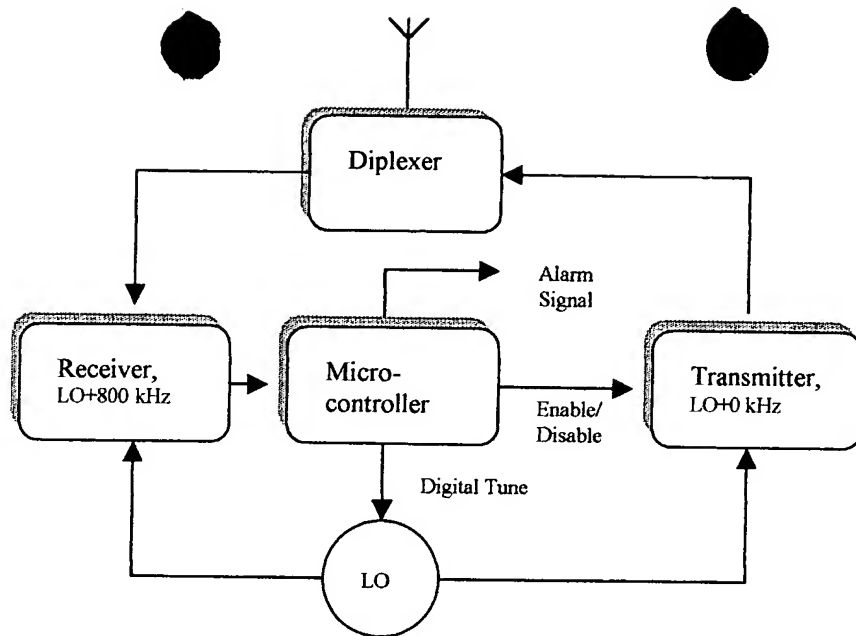 Diplexer
Alarm
Signal
Receiver,
LO+800 kHz
Micro-
controller
Enable/
Disable
Transmitter,
LO+0 kHz
Digital Tune
LO